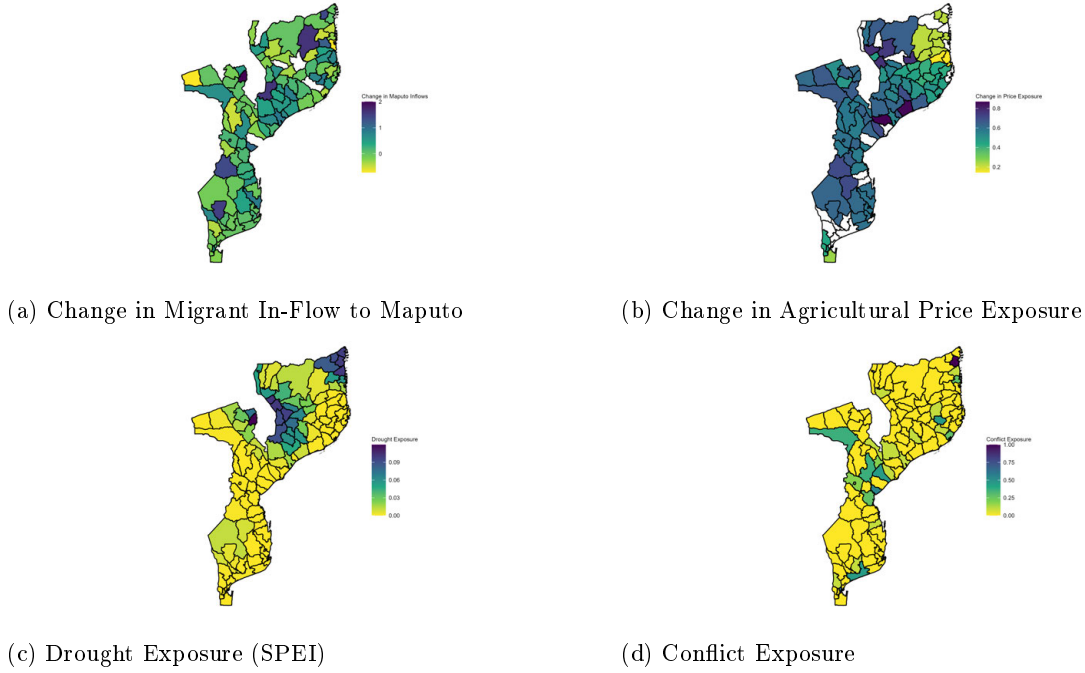 Change in Maputo Inflows
2
1
0
Change in Price Exposure
0.8
0.6
0.4
0.2
(a) Change in Migrant In-Flow to Maputo
(b) Change in Agricultural Price Exposure
Drought Exposure
0.09
0.06
0.03
0.00
Conflict Exposure
1.00
0.75
0.50
0.25
0.00
(c) Drought Exposure (SPEI)
(d) Conflict Exposure